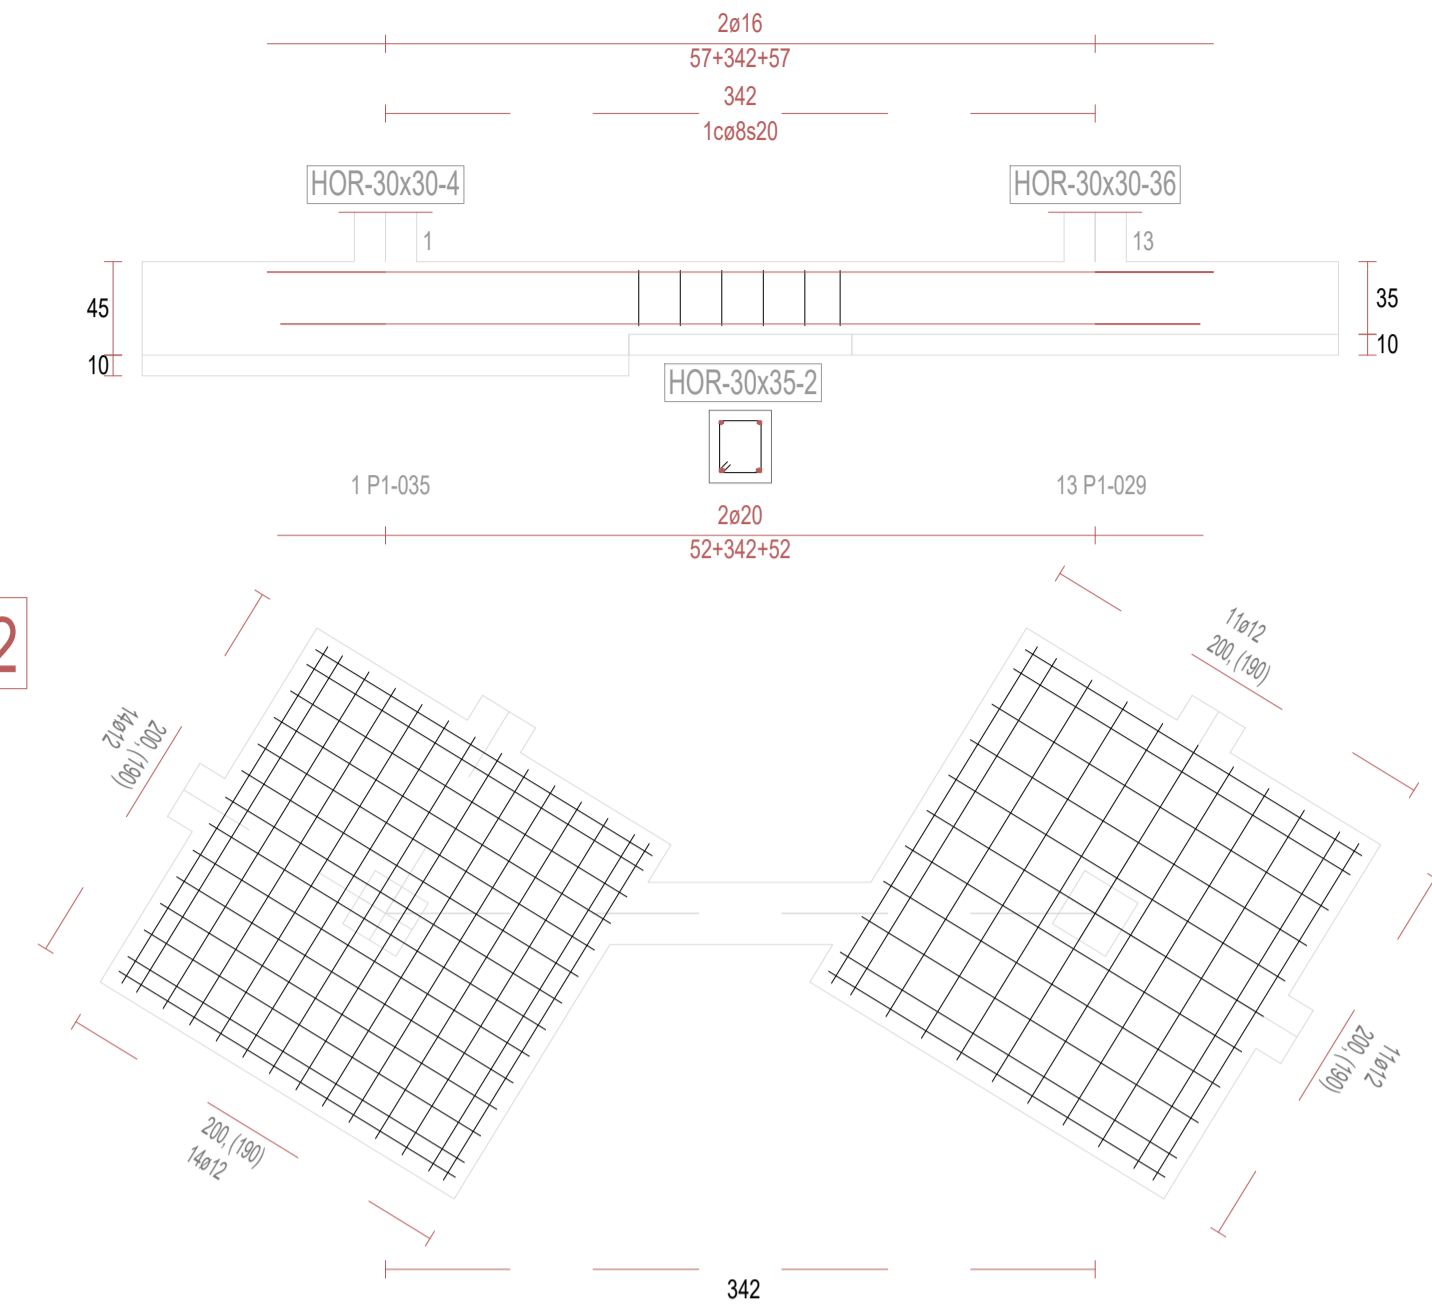 2ø16
57+342+57
342
1cø8s20
HOR-30x30-4
HOR-30x30-36
1
13
45
35
10
10
HOR-30x35-2
1 P1-035
13 P1-029
2ø20
52+342+52
2
11ø12
200, (190)
200, (190)
14ø12
200, (190)
11ø12
200, (190)
14ø12
342